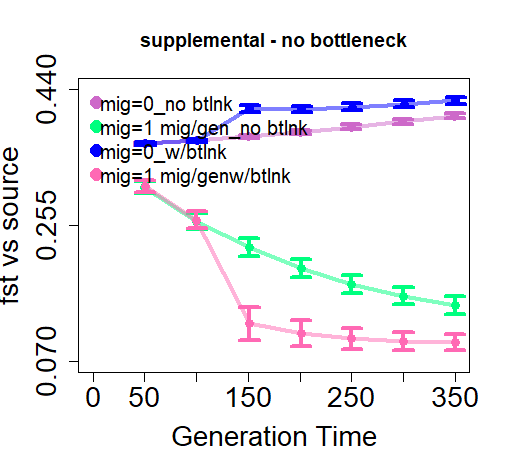 supplemental - no bottleneck
0.440
0.255
0.070
fst vs source
mig=0_no btlnk
mig=1 mig/gen_no btlnk
mig=0_w/btlnk
mig=1 mig/genw/btlnk
0 50 150 250 350
Generation Time